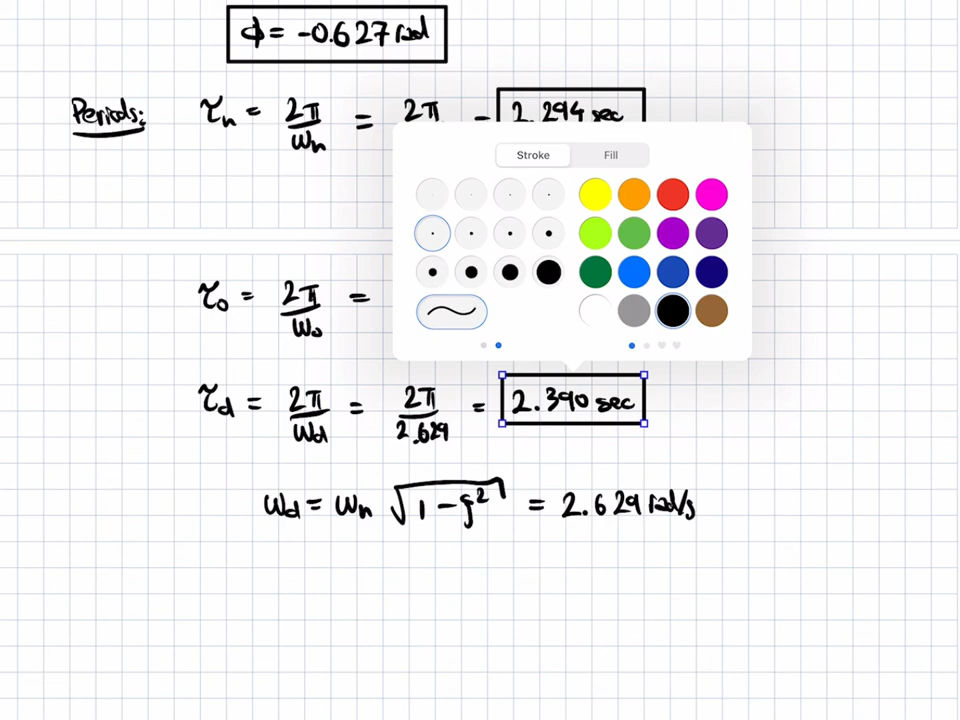 ϕ = -0.627 rad
Periods: τn = 2π/ωn = 2π = 2.294 sec
Stroke Fill
τo = 2π/ωo =
τd = 2π/ωd = 2π/2.629 = 2.390 sec
ωd = ωn √(1-ζ²) = 2.629 rad/s